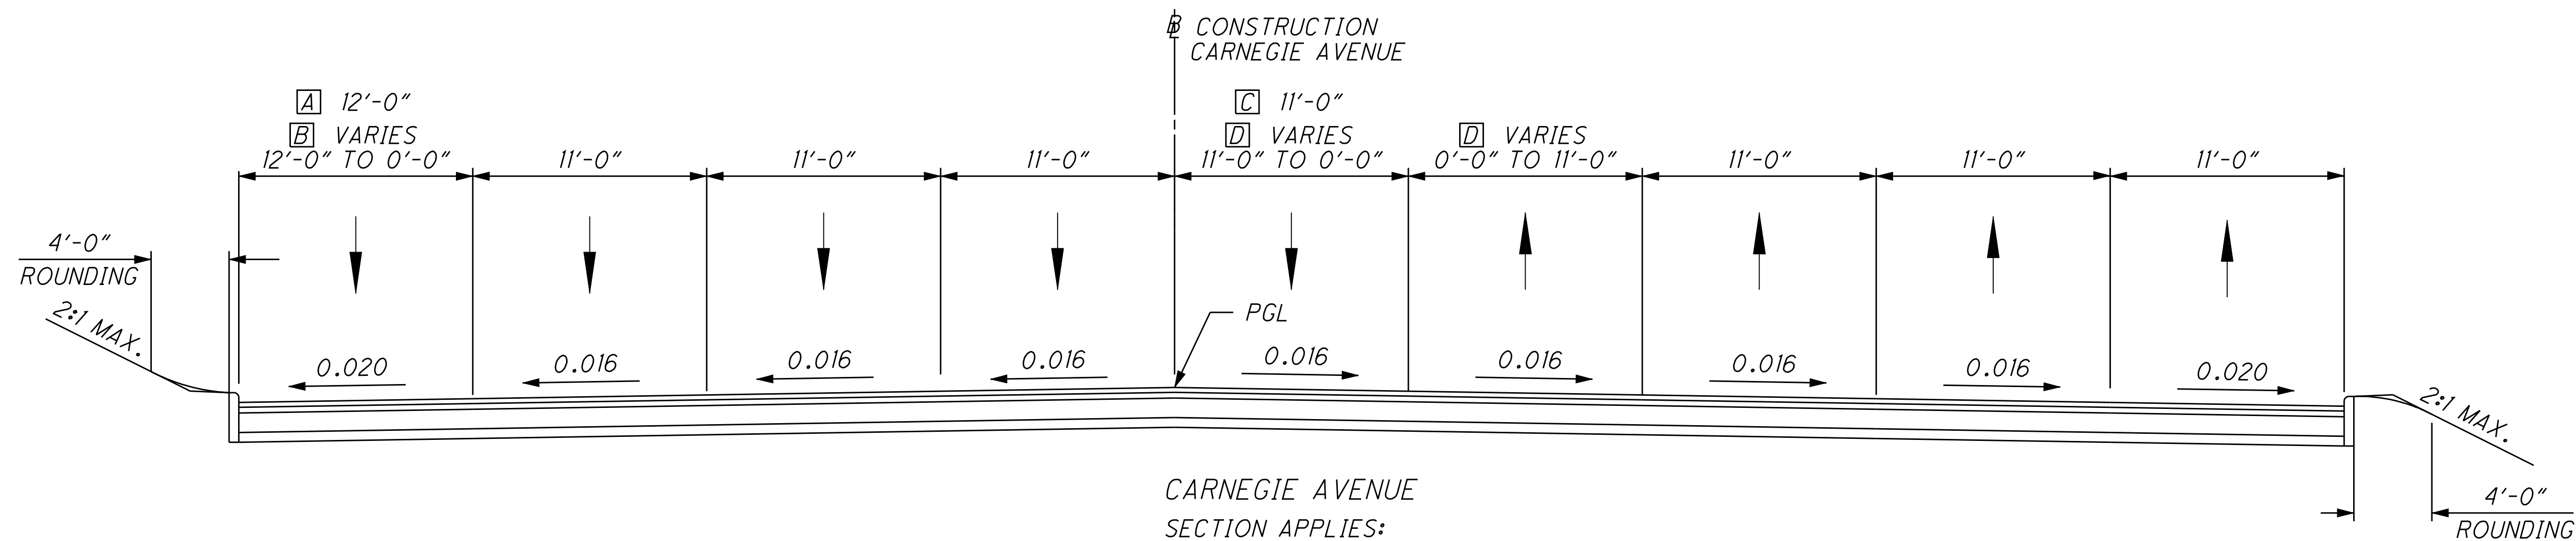 B CONSTRUCTION
CARNEGIE AVENUE
A 12'-0"
C 11'-0"
B VARIES
D VARIES
D VARIES
12'-0" TO 0'-0"
11'-0"
11'-0"
11'-0"
11'-0" TO 0'-0"
0'-0" TO 11'-0"
11'-0"
11'-0"
11'-0"
4'-0"
ROUNDING
2:1 MAX.
PGL
0.020
0.016
0.016
0.016
0.016
0.016
0.016
0.016
0.020
2:1 MAX.
4'-0"
ROUNDING
CARNEGIE AVENUE
SECTION APPLIES: